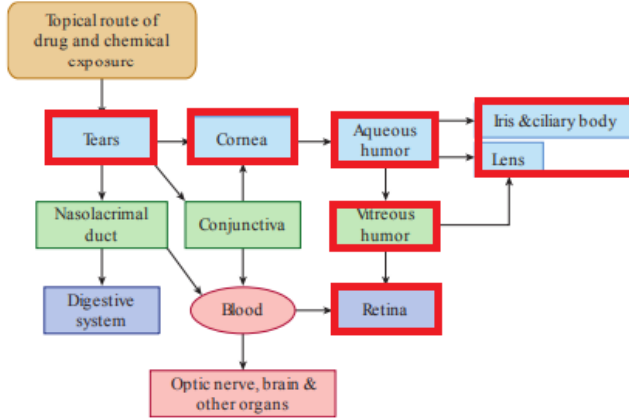 Topical route of
drug and chemical
exposure
Tears
Cornea
Aqueous
humor
Iris & ciliary body
Lens
Nasolacrimal
duct
Conjunctiva
Vitreous
humor
Digestive
system
Blood
Retina
Optic nerve, brain &
other organs